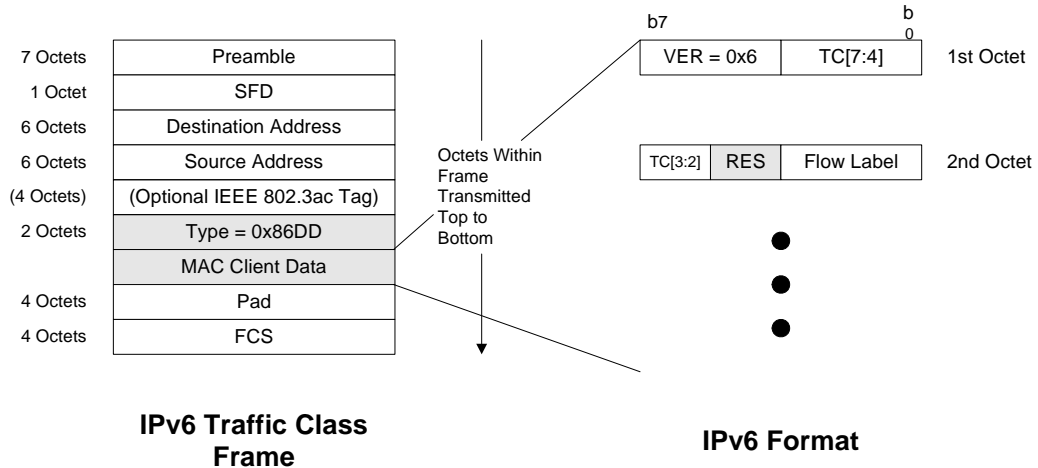 7 Octets
Preamble
1 Octet
SFD
6 Octets
Destination Address
6 Octets
Source Address
(4 Octets)
(Optional IEEE 802.3ac Tag)
2 Octets
Type = 0x86DD
MAC Client Data
4 Octets
Pad
4 Octets
FCS
Octets Within
Frame
Transmitted
Top to
Bottom
IPv6 Traffic Class
Frame
b7
b
0
VER = 0x6
TC[7:4]
1st Octet
TC[3:2]
RES
Flow Label
2nd Octet
IPv6 Format